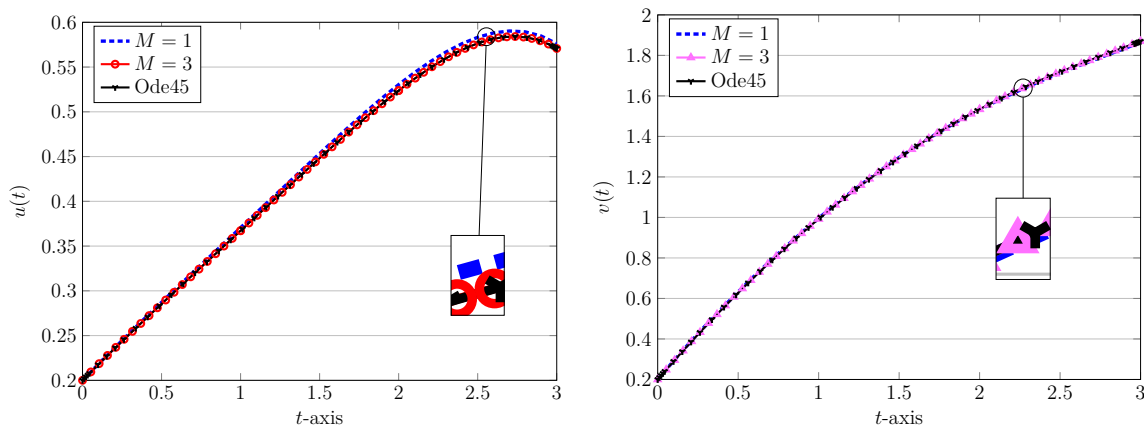 0.6
0.55
0.5
0.45
0.4
0.35
0.3
0.25
0.2
u(t)
M = 1
M = 3
Ode45
0 0.5 1 1.5 2 2.5 3
t-axis
2
1.8
1.6
1.4
1.2
1
0.8
0.6
0.4
0.2
v(t)
M = 1
M = 3
Ode45
0 0.5 1 1.5 2 2.5 3
t-axis